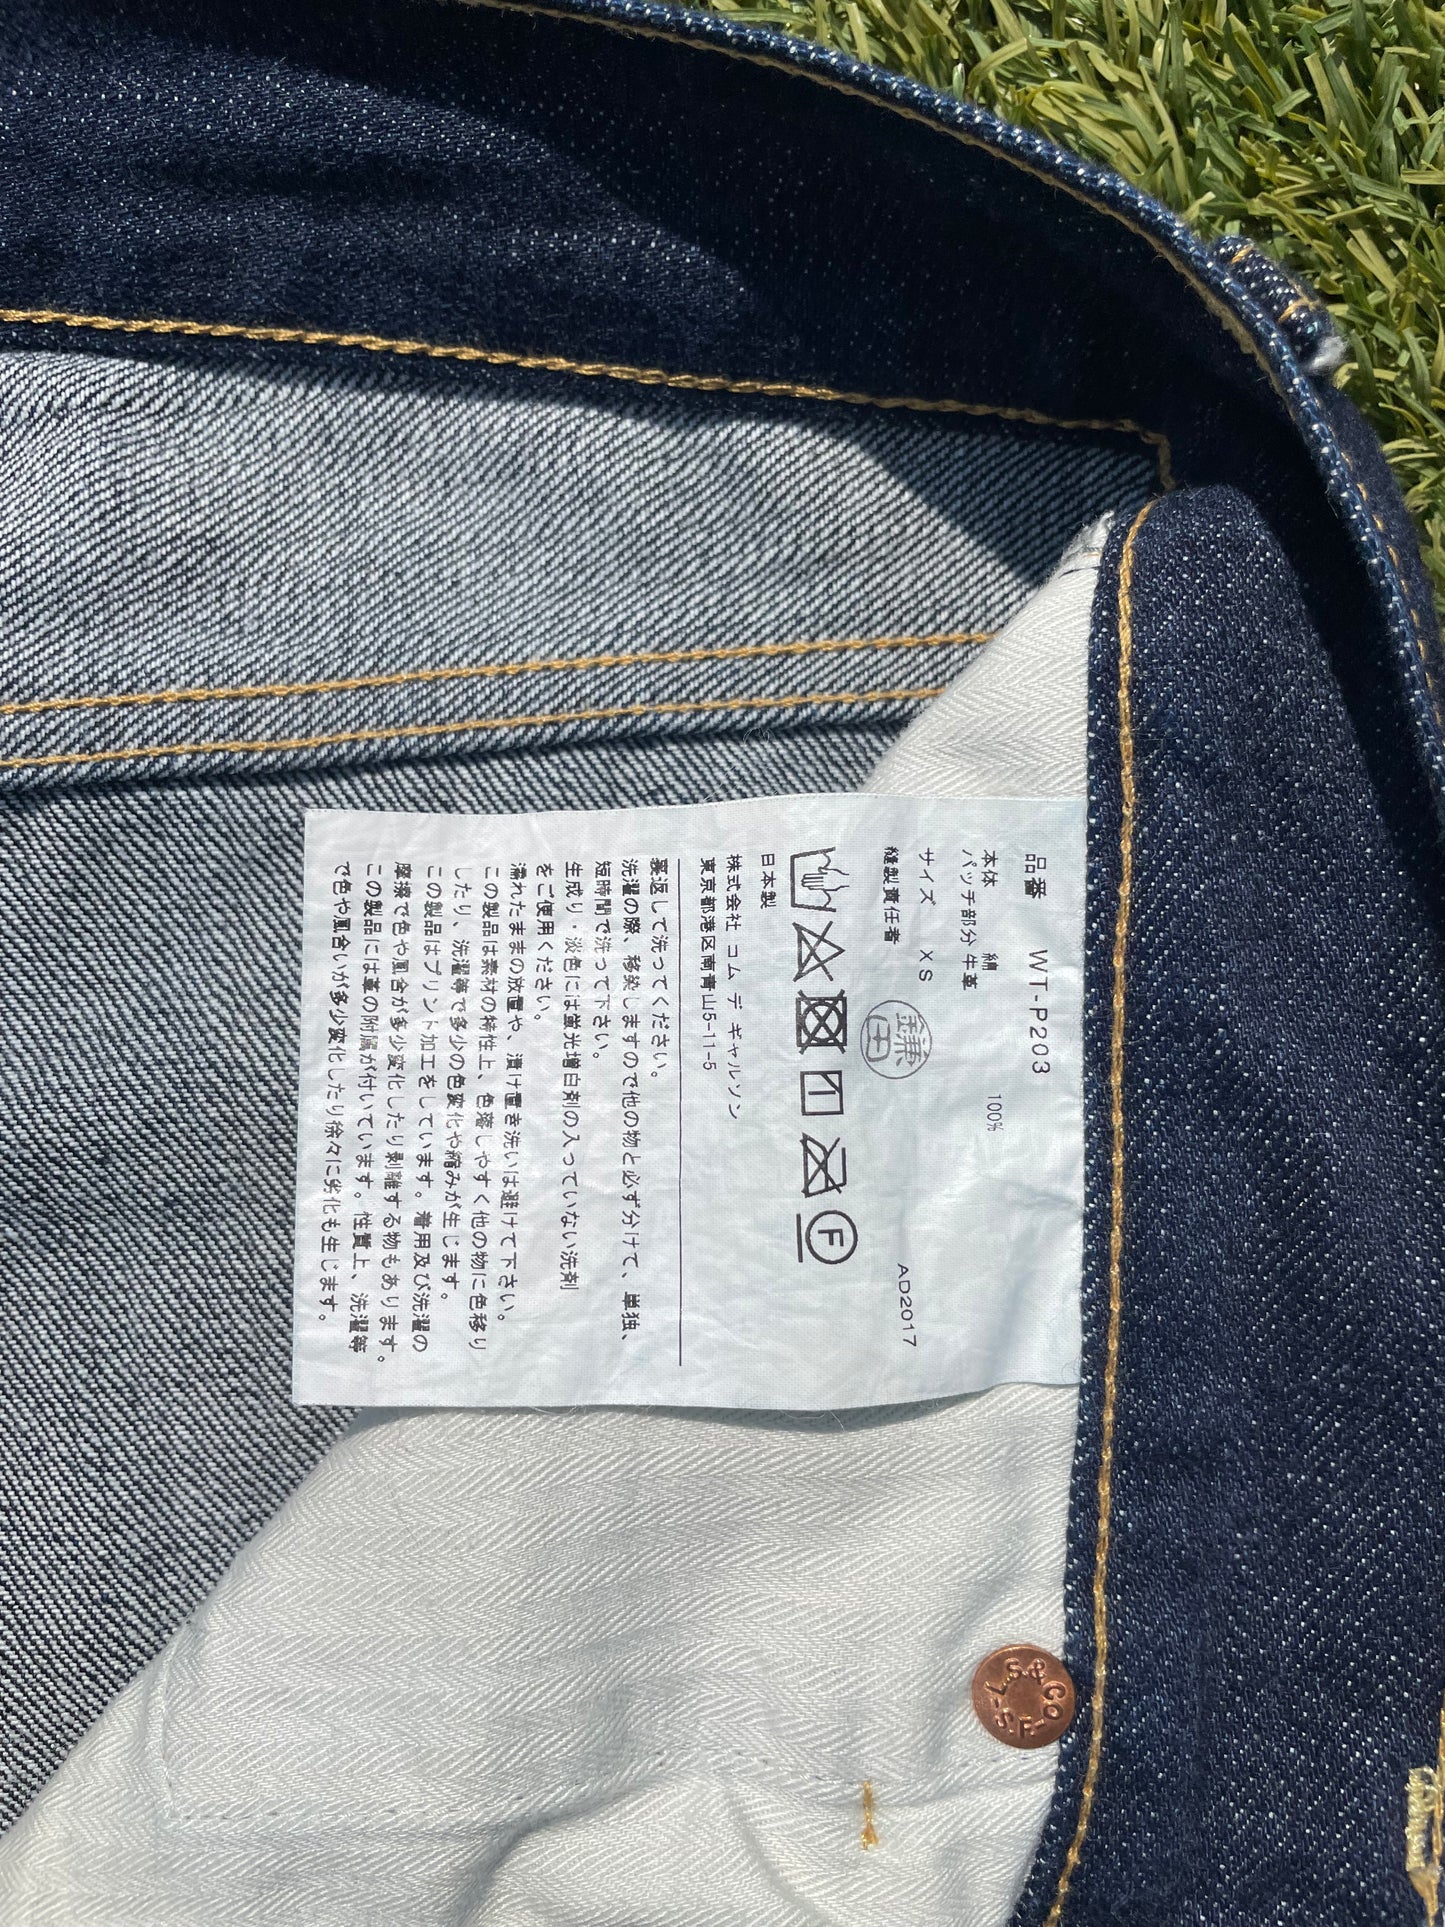 品番 WT-P203
本体 綿 100%
パッチ部分 牛革
サイズ XS
縫製責任者 鎌田
AD2017
F
日本製
株式会社 コム デ ギャルソン
東京都港区南青山5-11-5
裏返して洗ってください。
洗濯の際、移染しますので他の物と必ず分けて、単独、
短時間で洗って下さい。
生成り・淡色には蛍光増白剤の入っていない洗剤
をご使用ください。
濡れたままの放置や、漬け置き洗いは避けて下さい。
この製品は素材の特性上、色落しやすく他の物に色移り
したり、洗濯等で多少の色変化や縮みが生じます。
この製品はプリント加工をしています。着用及び洗濯の
摩擦で色や風合が多少変化したり剥離する物もあります。
この製品には革の附属が付いています。性質上、洗濯等
で色や風合いが多少変化したり徐々に劣化も生じます。
L.S.&CO-S.F-